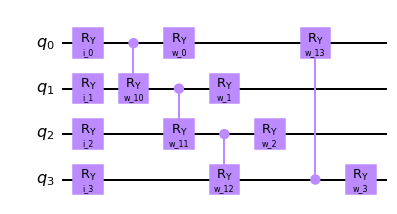 q0 RY i_0 RY w_0 RY w_13
q1 RY i_1 RY w_10 RY w_1
q2 RY i_2 RY w_11 RY w_2
q3 RY i_3 RY w_12 RY w_3